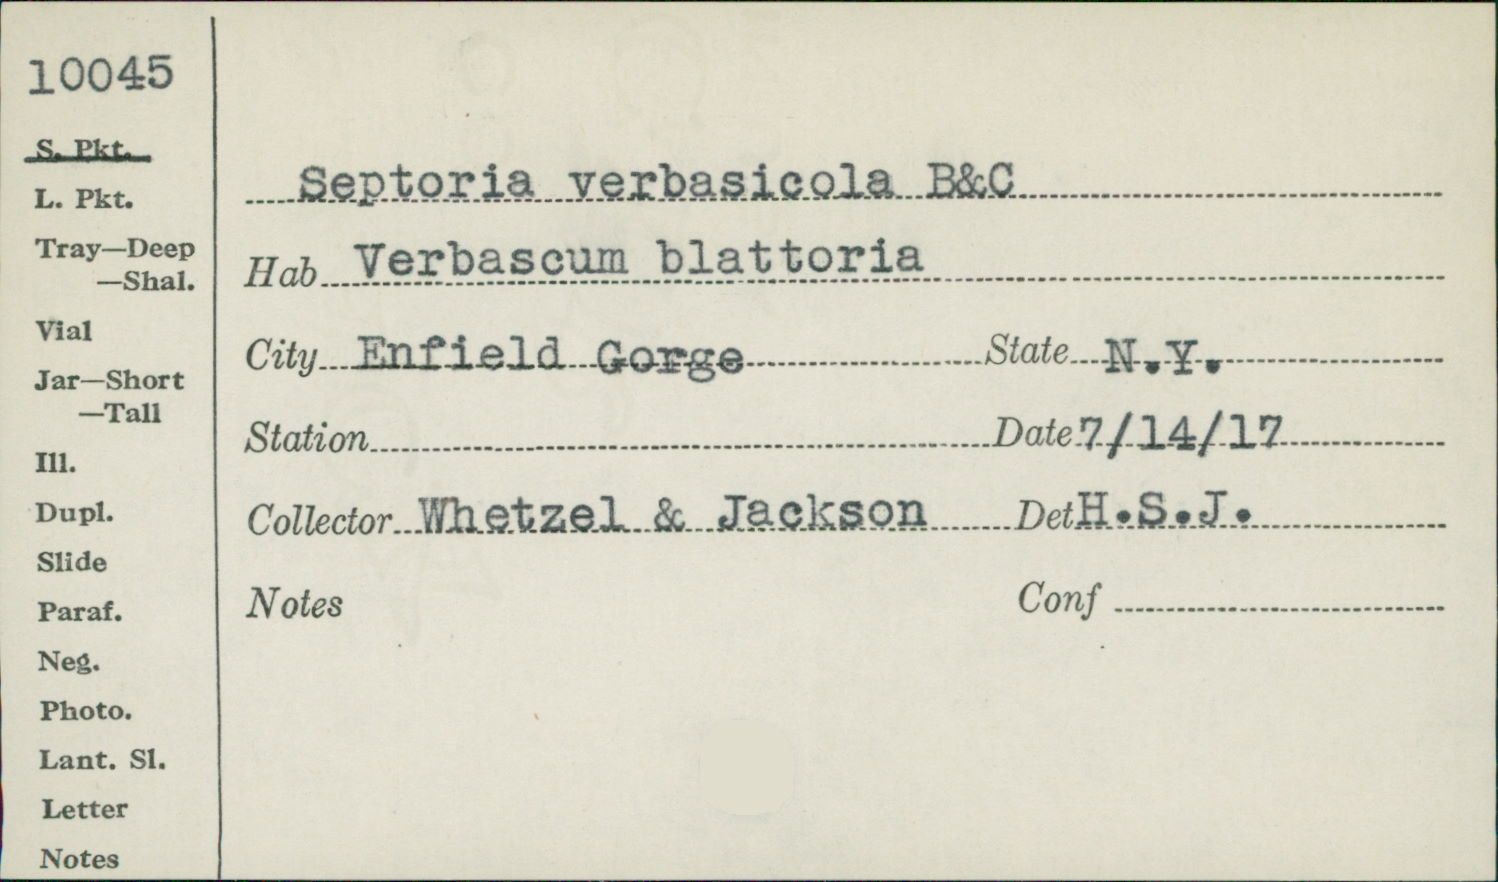 10045
S. Pkt.
L. Pkt.
Tray—Deep
—Shal.
Vial
Jar—Short
—Tall
Ill.
Dupl.
Slide
Paraf.
Neg.
Photo.
Lant. Sl.
Letter
Notes
Septoria verbasicola B&C
Hab Verbascum blattoria
City Enfield Gorge State N.Y.
Station Date 7/14/17
Collector Whetzel & Jackson Det H.S.J.
Notes Conf